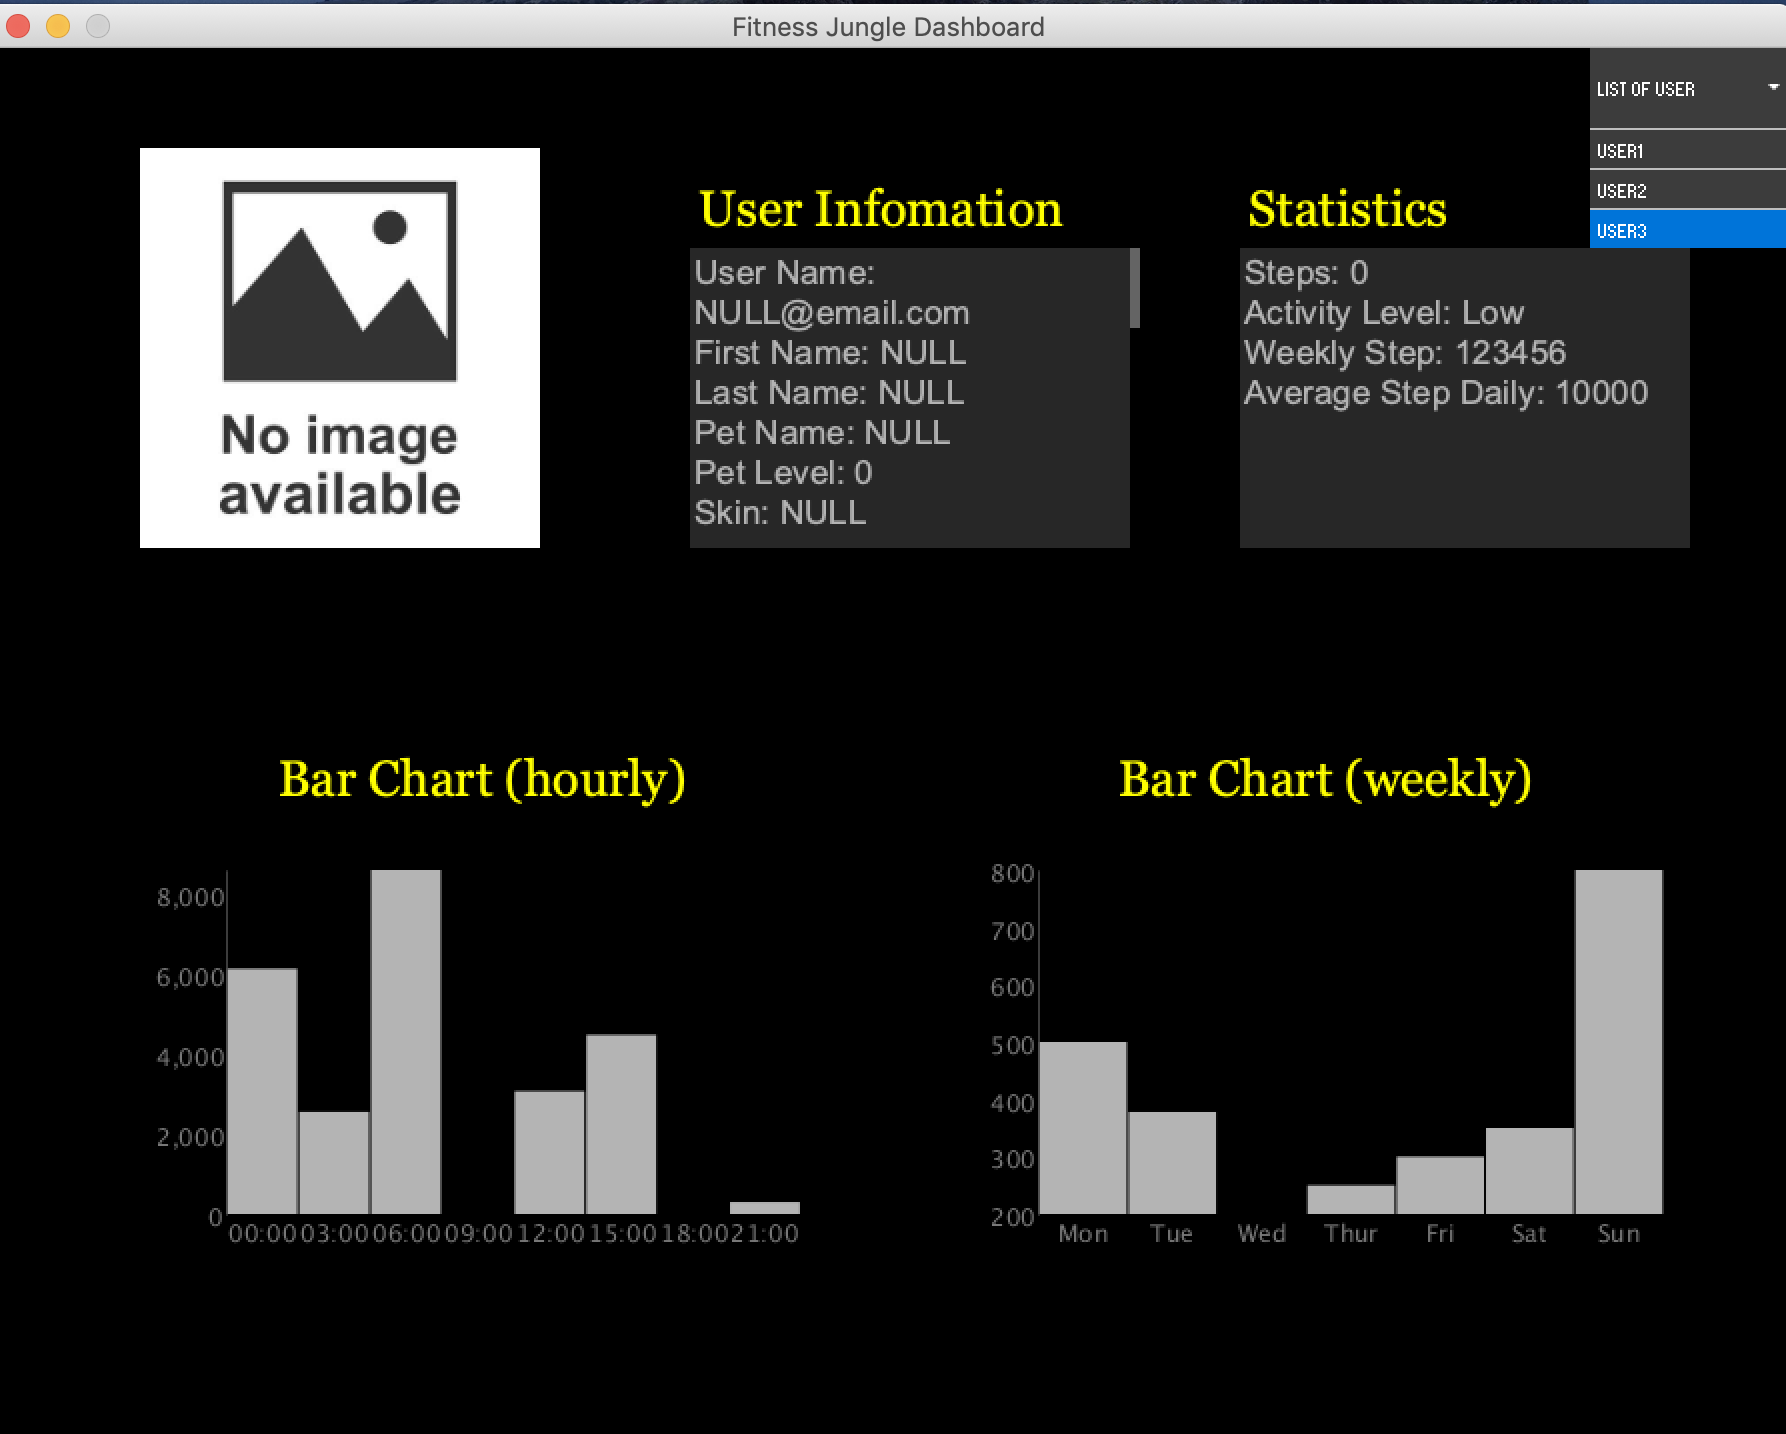 Fitness Jungle Dashboard
LIST OF USER
USER1
USER2
USER3
No image
available
User Infomation
User Name:
NULL@email.com
First Name: NULL
Last Name: NULL
Pet Name: NULL
Pet Level: 0
Skin: NULL
Statistics
Steps: 0
Activity Level: Low
Weekly Step: 123456
Average Step Daily: 10000
Bar Chart (hourly)
8,000
6,000
4,000
2,000
0
00:00 03:00 06:00 09:00 12:00 15:00 18:00 21:00
Bar Chart (weekly)
800
700
600
500
400
300
200
Mon Tue Wed Thur Fri Sat Sun